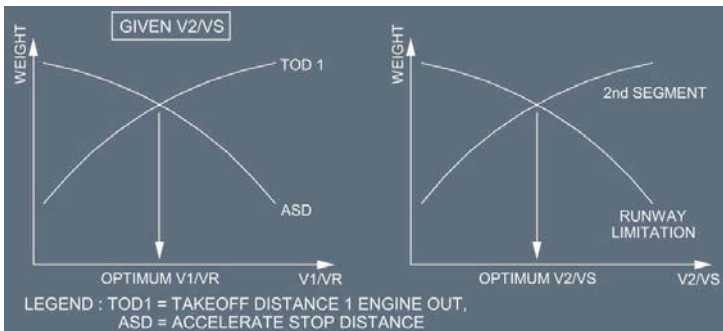 GIVEN V2/VS
WEIGHT
TOD 1
ASD
OPTIMUM V1/VR
V1/VR
WEIGHT
2nd SEGMENT
RUNWAY
LIMITATION
OPTIMUM V2/VS
V2/VS
LEGEND : TOD1 = TAKEOFF DISTANCE 1 ENGINE OUT,
ASD = ACCELERATE STOP DISTANCE